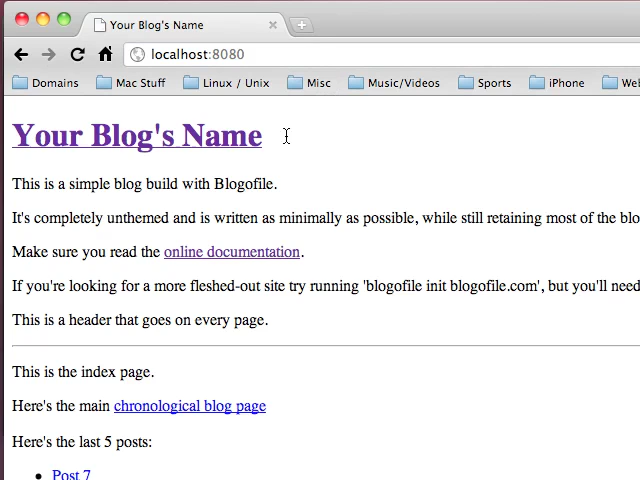 Your Blog's Name
localhost:8080
Domains Mac Stuff Linux / Unix Misc Music/Videos Sports iPhone
Your Blog's Name
This is a simple blog build with Blogofile.
It's completely unthemed and is written as minimally as possible, while still retaining most of the
Make sure you read the online documentation.
If you're looking for a more fleshed-out site try running 'blogofile init blogofile.com', but you'll need
This is a header that goes on every page.
This is the index page.
Here's the main chronological blog page
Here's the last 5 posts:
• Post 7